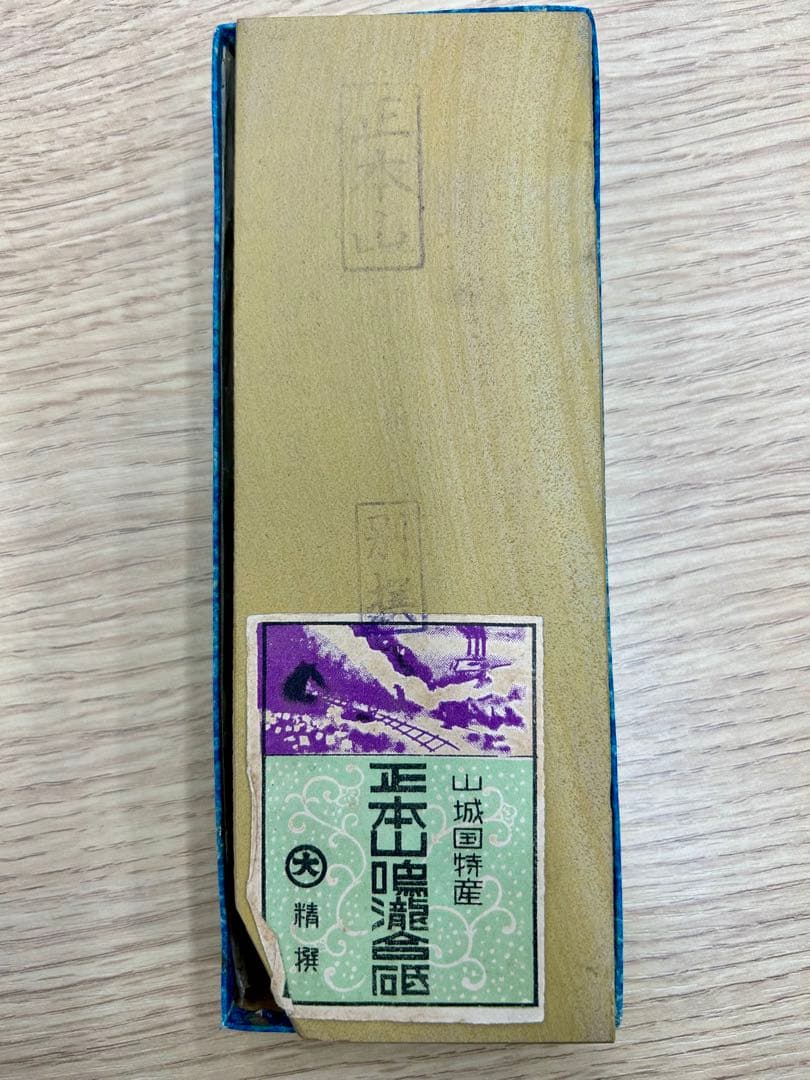 正本山
別撰
山城国特産
正本山鳴瀧合砥
大
精撰